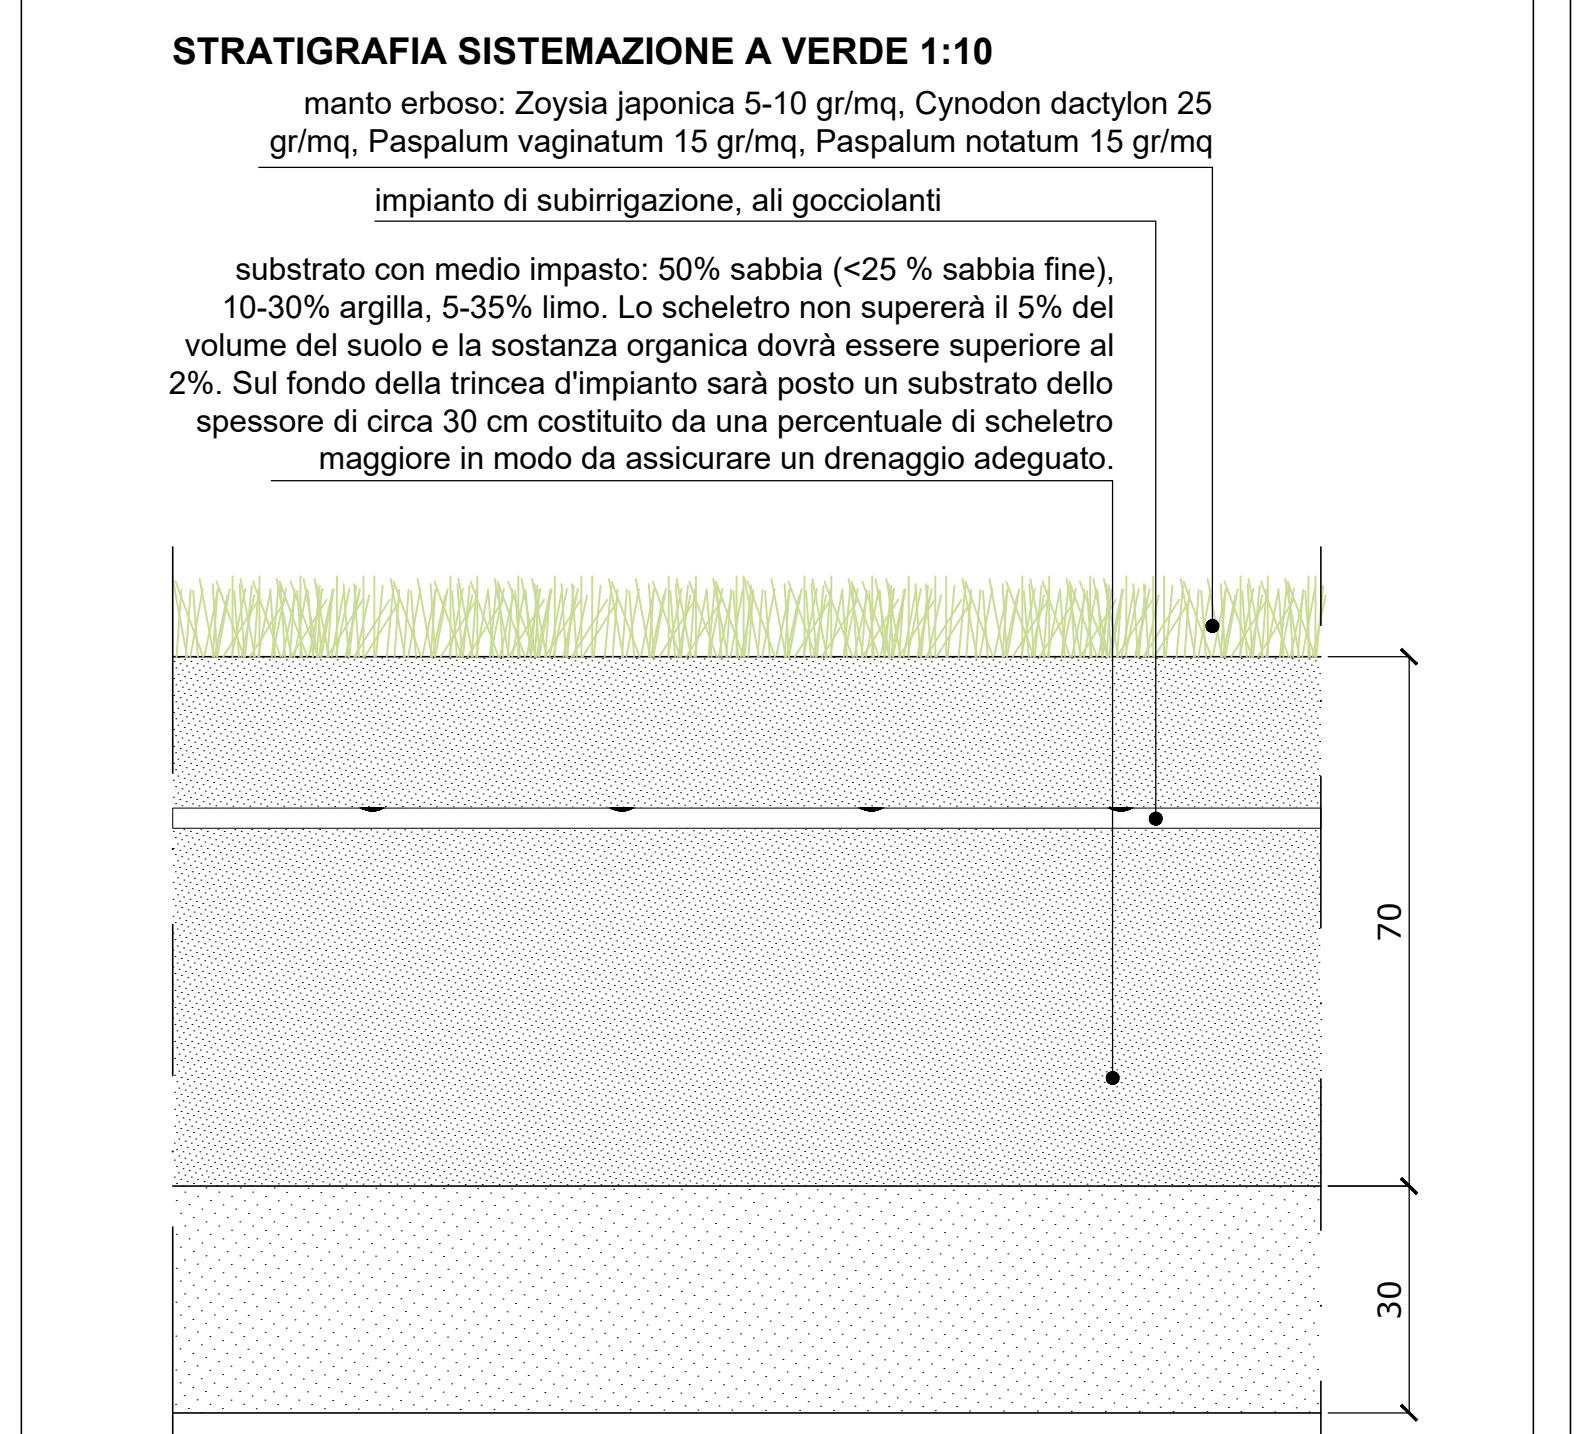 STRATIGRAFIA SISTEMAZIONE A VERDE 1:10
manto erboso: Zoysia japonica 5-10 gr/mq, Cynodon dactylon 25
gr/mq, Paspalum vaginatum 15 gr/mq, Paspalum notatum 15 gr/mq
impianto di subirrigazione, ali gocciolanti
substrato con medio impasto: 50% sabbia (<25 % sabbia fine),
10-30% argilla, 5-35% limo. Lo scheletro non supererà il 5% del
volume del suolo e la sostanza organica dovrà essere superiore al
2%. Sul fondo della trincea d'impianto sarà posto un substrato dello
spessore di circa 30 cm costituito da una percentuale di scheletro
maggiore in modo da assicurare un drenaggio adeguato.
70
30